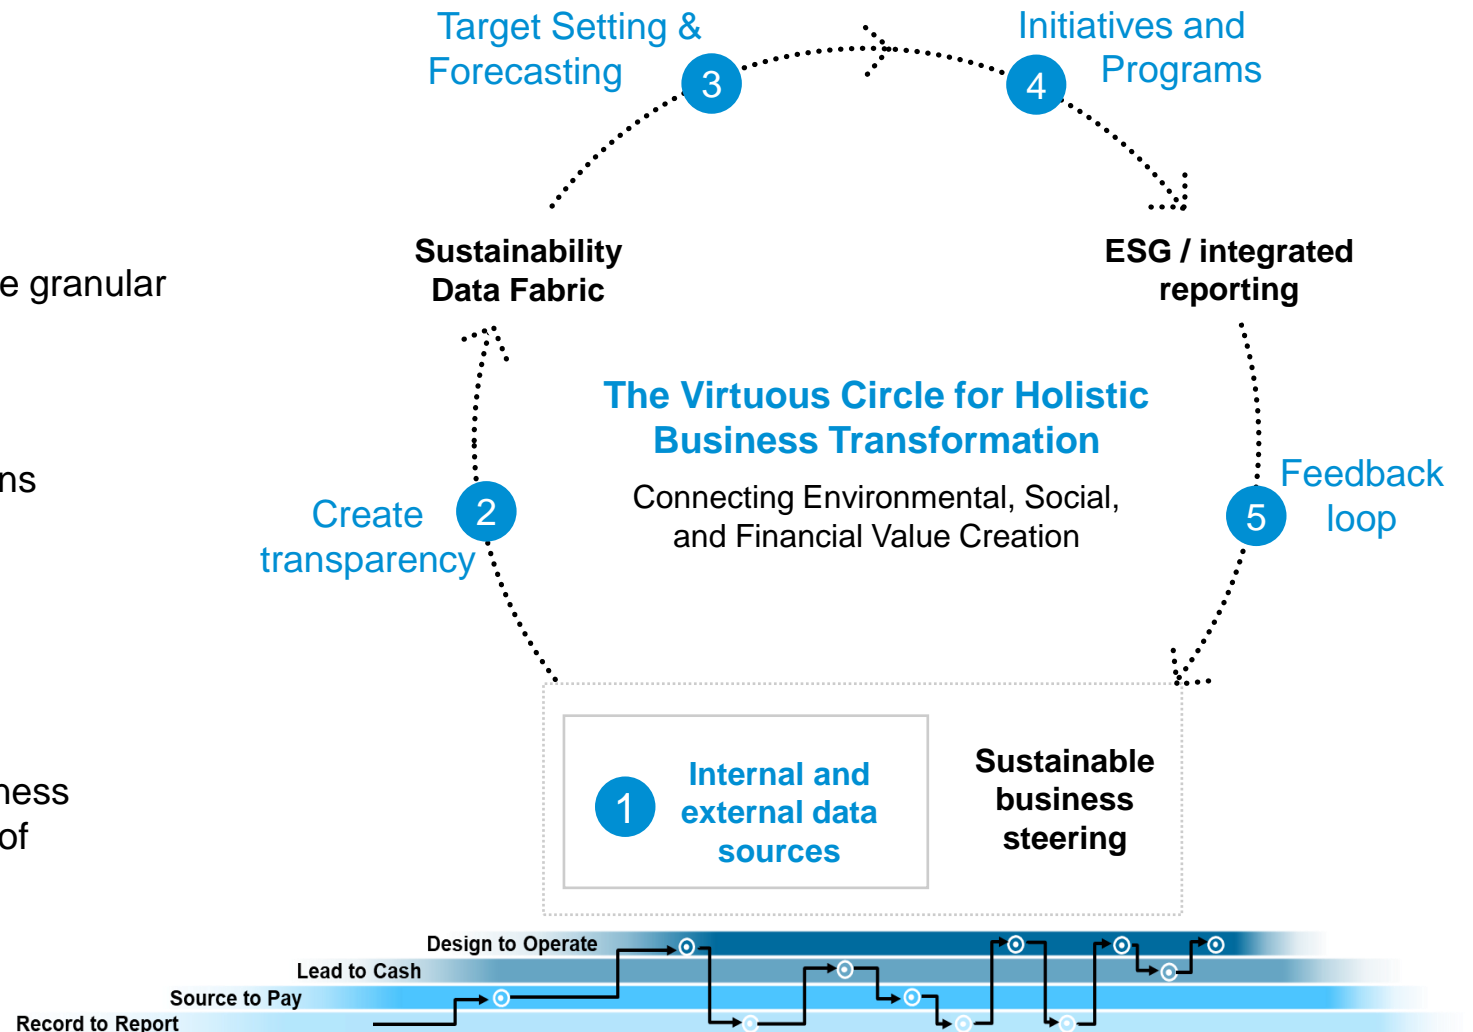 Target Setting &
Forecasting
3
Initiatives and
Programs
4
Sustainability
Data Fabric
ESG / integrated
reporting
e granular
The Virtuous Circle for Holistic
Business Transformation
Connecting Environmental, Social,
and Financial Value Creation
ns
Create
transparency
2
Feedback
loop
5
ness
of
1
Internal and
external data
sources
Sustainable
business
steering
Design to Operate
Lead to Cash
Source to Pay
Record to Report